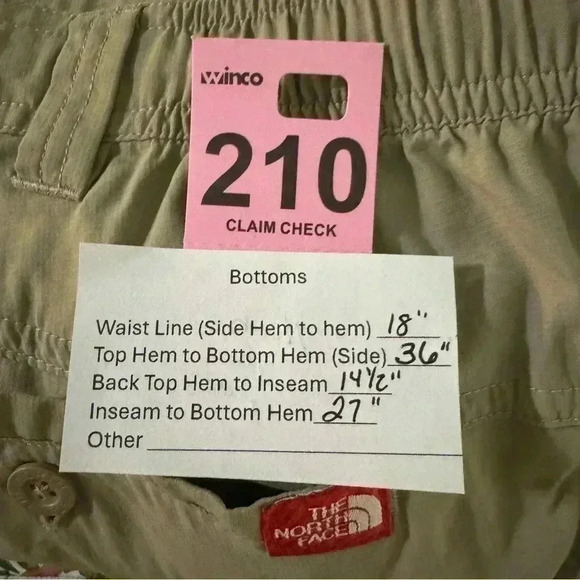 winco
210
CLAIM CHECK
Bottoms
Waist Line (Side Hem to hem) 18"
Top Hem to Bottom Hem (Side) 36"
Back Top Hem to Inseam 14 1/2"
Inseam to Bottom Hem 27"
Other
THE
NORTH
FACE